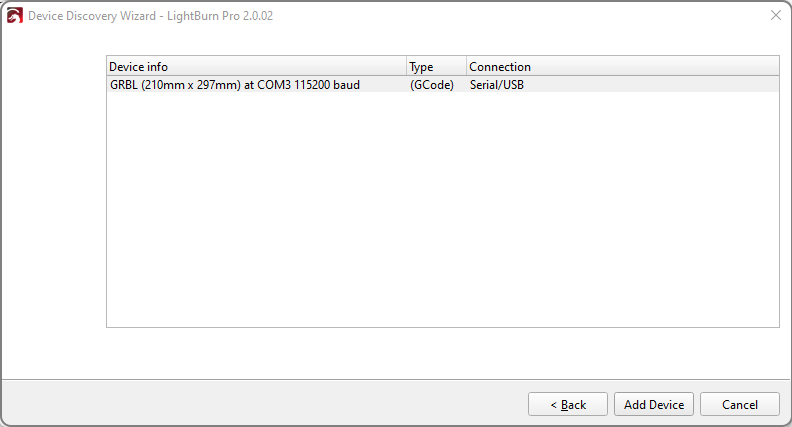 Device Discovery Wizard - LightBurn Pro 2.0.02
Device info Type Connection
GRBL (210mm x 297mm) at COM3 115200 baud (GCode) Serial/USB
< Back Add Device Cancel